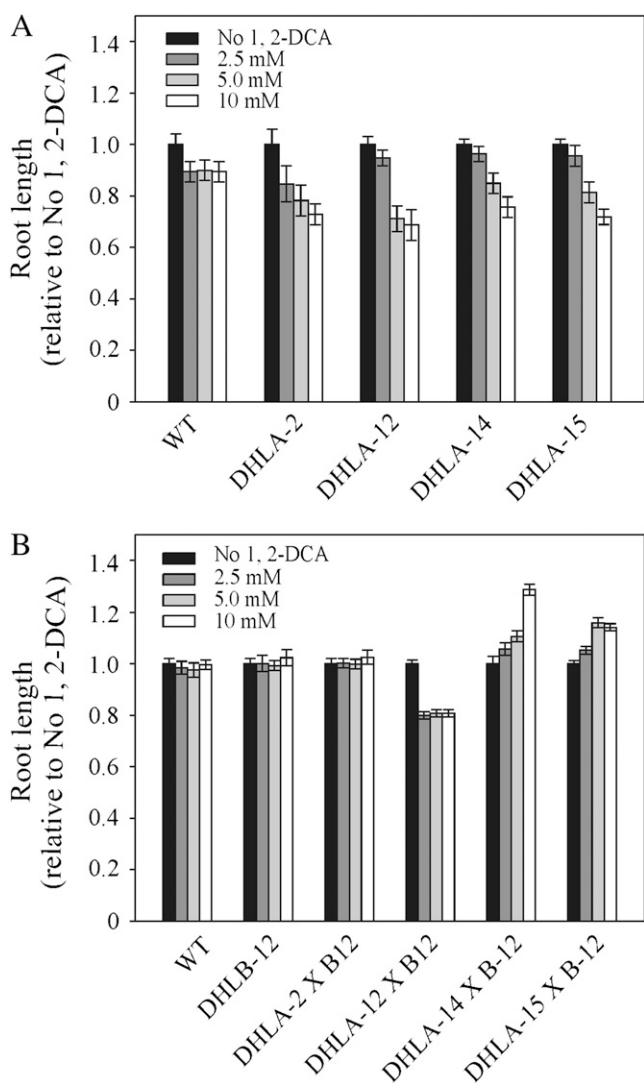 A
1.4
1.2
1.0
0.8
0.6
0.4
0.2
0
Root length
(relative to No 1, 2-DCA)
No 1, 2-DCA
2.5 mM
5.0 mM
10 mM
WT
DHLA-2
DHLA-12
DHLA-14
DHLA-15
B
1.4
1.2
1.0
0.8
0.6
0.4
0.2
0
Root length
(relative to No 1, 2-DCA)
No 1, 2-DCA
2.5 mM
5.0 mM
10 mM
WT
DHLB-12
DHLA-2 X B12
DHLA-12 X B12
DHLA-14 X B-12
DHLA-15 X B-12